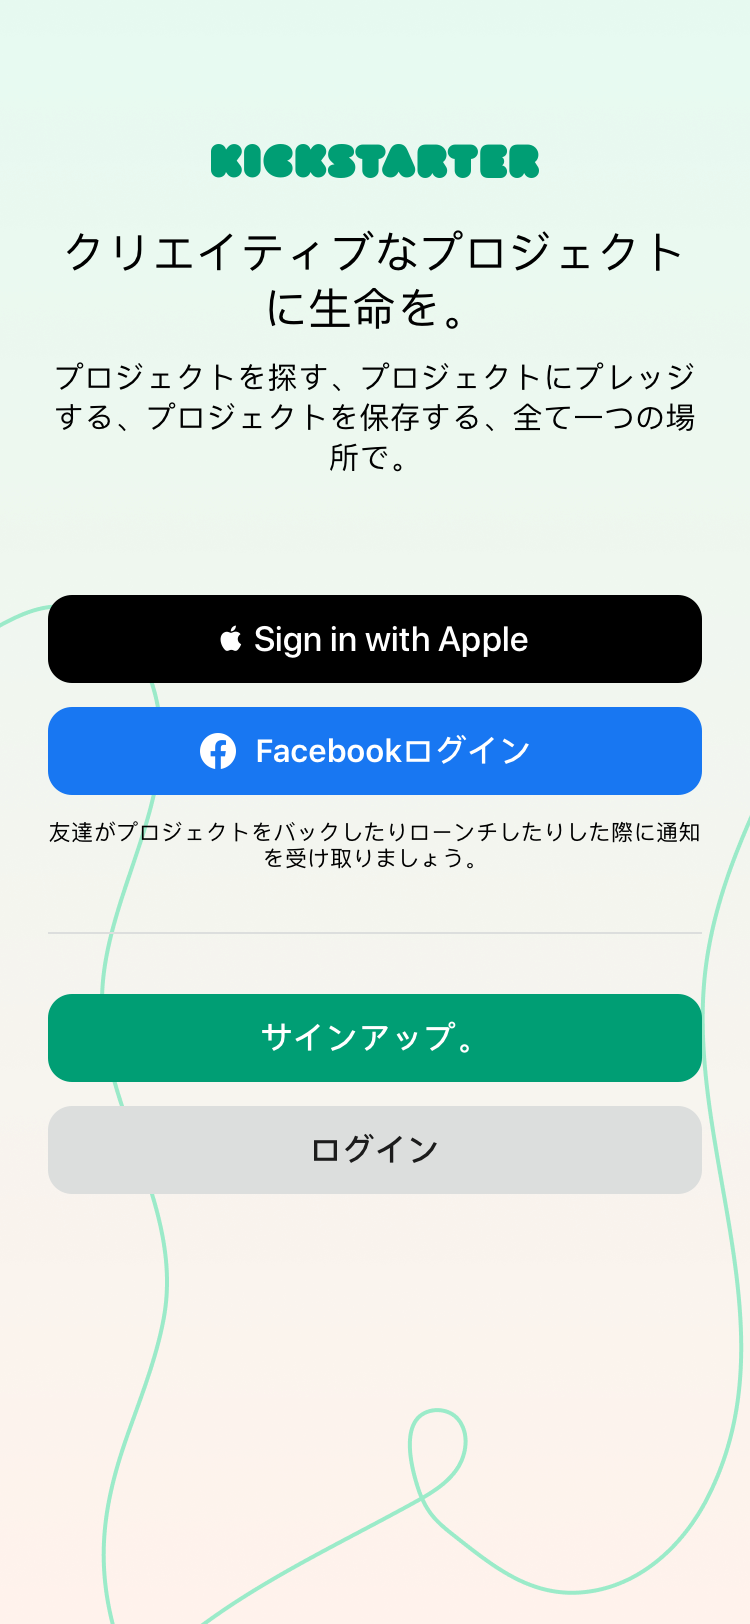 KICKSTARTER
クリエイティブなプロジェクト
に生命を。
プロジェクトを探す、プロジェクトにプレッジ
する、プロジェクトを保存する、全て一つの場
所で。
Sign in with Apple
Facebookログイン
友達がプロジェクトをバックしたりローンチしたりした際に通知
を受け取りましょう。
サインアップ。
ログイン